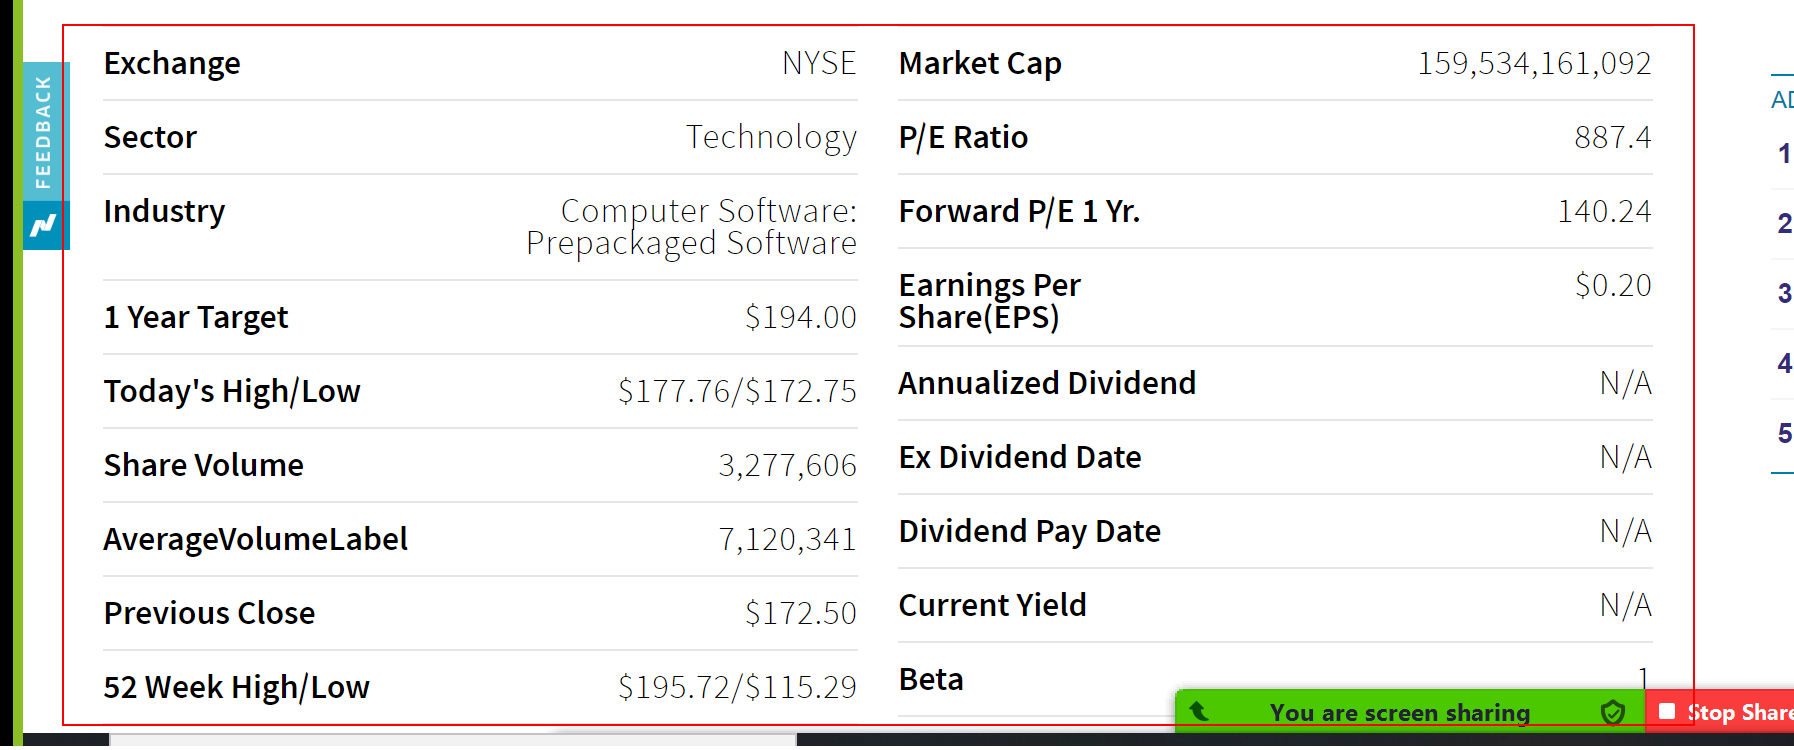 FEEDBACK
Exchange NYSE
Sector Technology
Industry Computer Software:
Prepackaged Software
1 Year Target $194.00
Today's High/Low $177.76/$172.75
Share Volume 3,277,606
AverageVolumeLabel 7,120,341
Previous Close $172.50
52 Week High/Low $195.72/$115.29
Market Cap 159,534,161,092
P/E Ratio 887.4
Forward P/E 1 Yr. 140.24
Earnings Per $0.20
Share(EPS)
Annualized Dividend N/A
Ex Dividend Date N/A
Dividend Pay Date N/A
Current Yield N/A
Beta 1
You are screen sharing
Stop Share
1
2
3
4
5